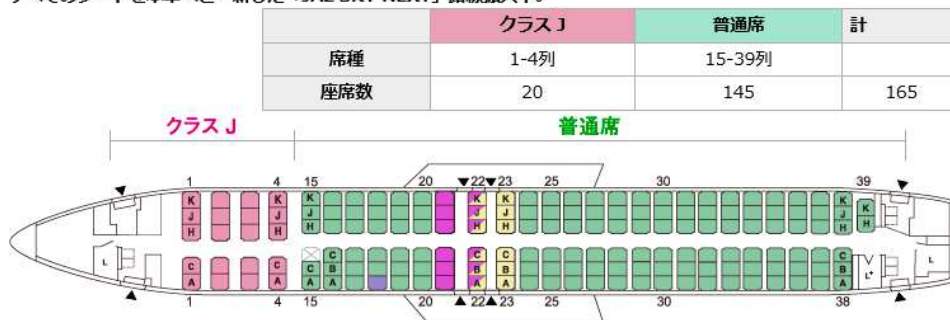 クラス J 普通席 計
席種 1-4列 15-39列
座席数 20 145 165
クラス J 普通席
1 4 15 20 22 23 25 30 39
K K K K K K K
J J J J J J H
H H H H H H
C C C C C C
C B B B B
A A A A A A A
L L L+
1 4 15 20 22 23 25 30 38